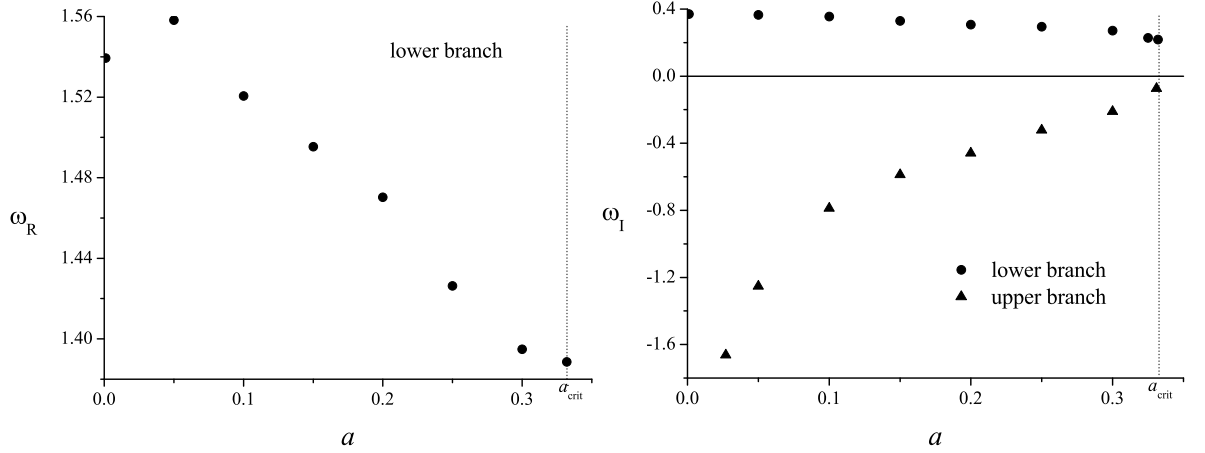 1.56
1.52
1.48
1.44
1.40
ω_R
lower branch
0.0
0.1
0.2
0.3
a_crit
a
0.4
0.0
-0.4
-0.8
-1.2
-1.6
ω_I
lower branch
upper branch
0.0
0.1
0.2
0.3
a_crit
a